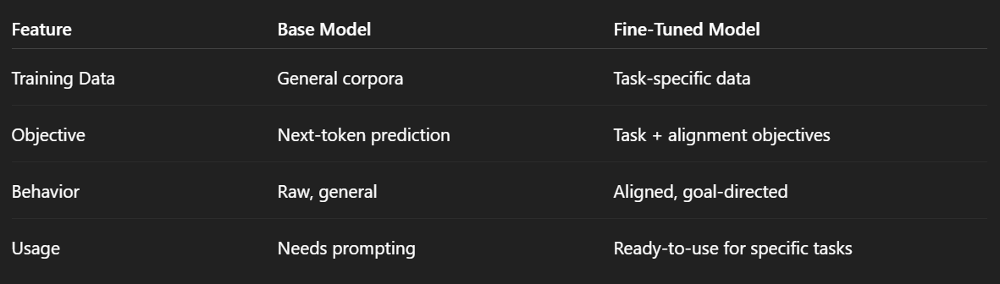 Feature Base Model Fine-Tuned Model
Training Data General corpora Task-specific data
Objective Next-token prediction Task + alignment objectives
Behavior Raw, general Aligned, goal-directed
Usage Needs prompting Ready-to-use for specific tasks